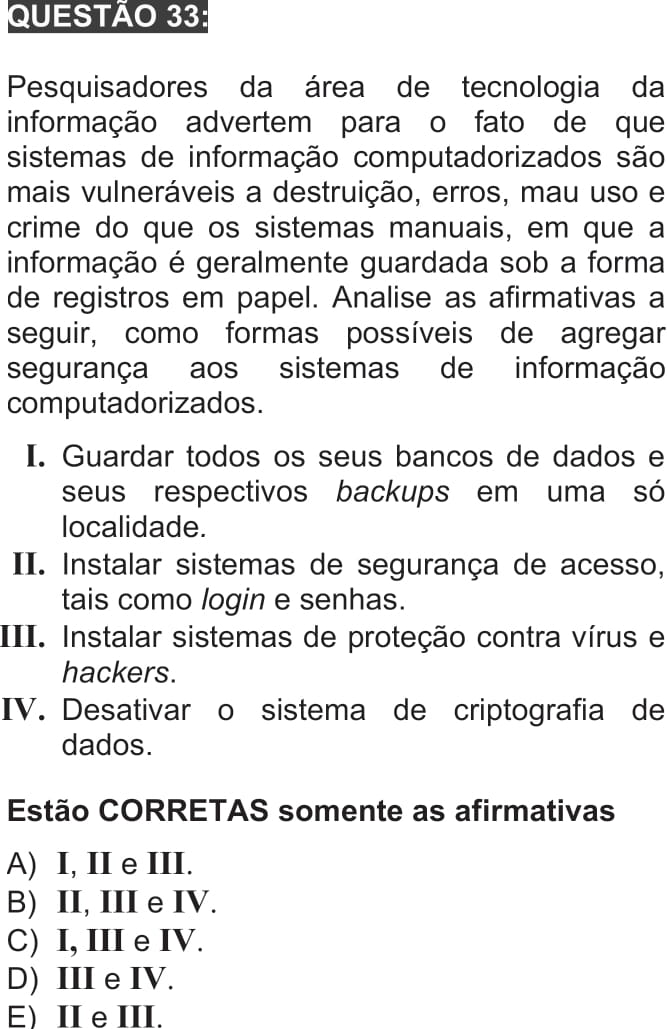 QUESTÃO 33:
Pesquisadores da área de tecnologia da
informação advertem para o fato de que
sistemas de informação computadorizados são
mais vulneráveis a destruição, erros, mau uso e
crime do que os sistemas manuais, em que a
informação é geralmente guardada sob a forma
de registros em papel. Analise as afirmativas a
seguir, como formas possíveis de agregar
segurança aos sistemas de informação
computadorizados.
I. Guardar todos os seus bancos de dados e
seus respectivos backups em uma só
localidade.
II. Instalar sistemas de segurança de acesso,
tais como login e senhas.
III. Instalar sistemas de proteção contra vírus e
hackers.
IV. Desativar o sistema de criptografia de
dados.
Estão CORRETAS somente as afirmativas
A) I, II e III.
B) II, III e IV.
C) I, III e IV.
D) III e IV.
E) II e III.